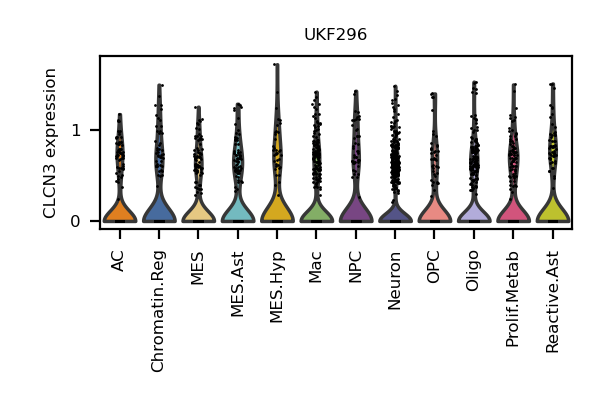 UKF296
CLCN3 expression
1
0
AC
Chromatin.Reg
MES
MES.Ast
MES.Hyp
Mac
NPC
Neuron
OPC
Oligo
Prolif.Metab
Reactive.Ast